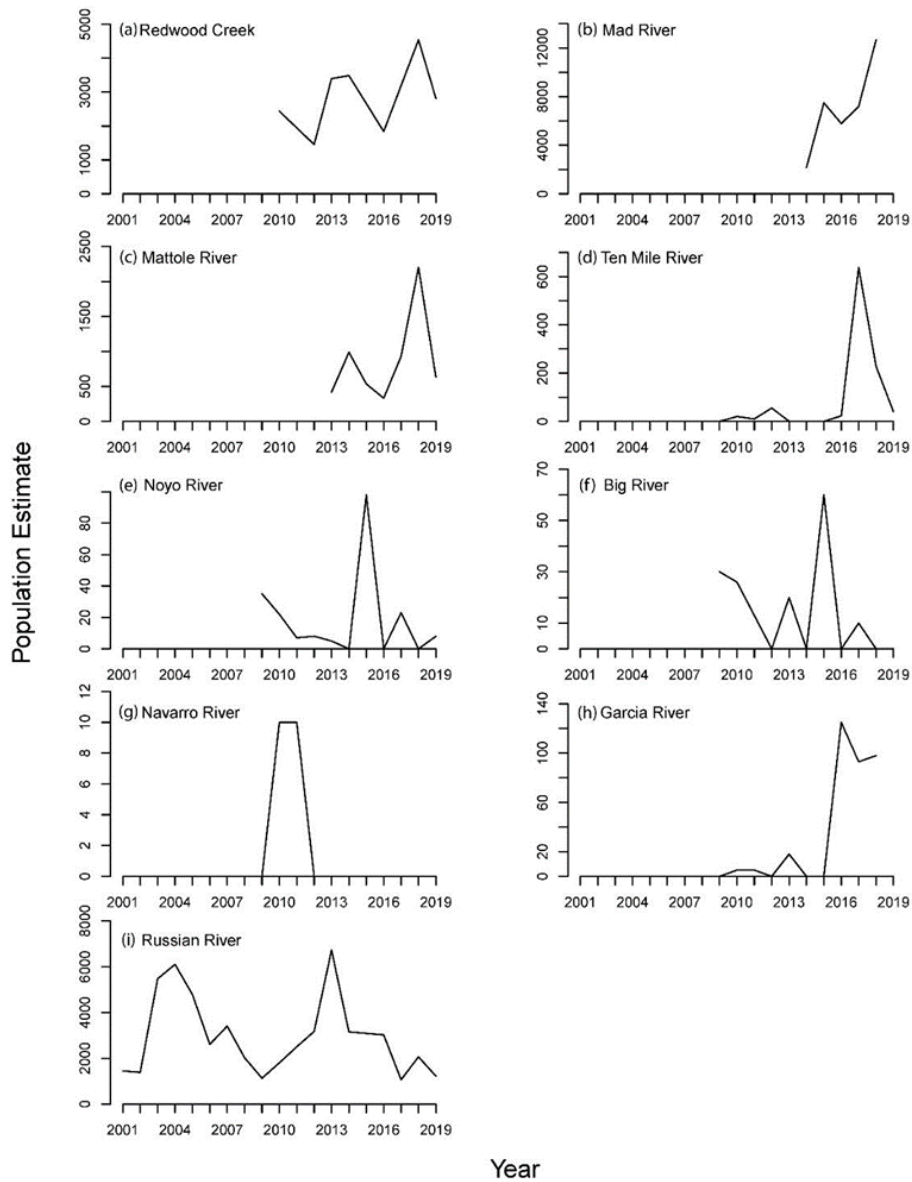 Population Estimate
(a) Redwood Creek
5000
3000
1000
0
2001 2004 2007 2010 2013 2016 2019
(b) Mad River
12000
8000
4000
0
2001 2004 2007 2010 2013 2016 2019
(c) Mattole River
2500
1500
500
0
2001 2004 2007 2010 2013 2016 2019
(d) Ten Mile River
600
400
200
0
2001 2004 2007 2010 2013 2016 2019
(e) Noyo River
80
60
40
20
0
2001 2004 2007 2010 2013 2016 2019
(f) Big River
70
50
30
10
0
2001 2004 2007 2010 2013 2016 2019
(g) Navarro River
12
10
8
6
4
2
0
2001 2004 2007 2010 2013 2016 2019
(h) Garcia River
140
100
60
20
0
2001 2004 2007 2010 2013 2016 2019
(i) Russian River
8000
6000
4000
2000
0
2001 2004 2007 2010 2013 2016 2019
Year